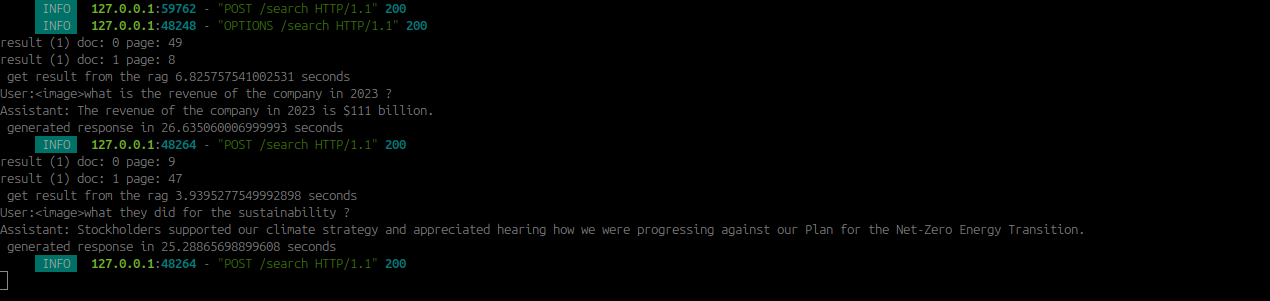 INFO 127.0.0.1:59762 - "POST /search HTTP/1.1" 200
INFO 127.0.0.1:48248 - "OPTIONS /search HTTP/1.1" 200
result (1) doc: 0 page: 49
result (1) doc: 1 page: 8
get result from the rag 6.825757541002531 seconds
User:<image>what is the revenue of the company in 2023 ?
Assistant: The revenue of the company in 2023 is $111 billion.
generated response in 26.635060006999993 seconds
INFO 127.0.0.1:48264 - "POST /search HTTP/1.1" 200
result (1) doc: 0 page: 9
result (1) doc: 1 page: 47
get result from the rag 3.9395277549992898 seconds
User:<image>what they did for the sustainability ?
Assistant: Stockholders supported our climate strategy and appreciated hearing how we were progressing against our Plan for the Net-Zero Energy Transition.
generated response in 25.28865698899608 seconds
INFO 127.0.0.1:48264 - "POST /search HTTP/1.1" 200